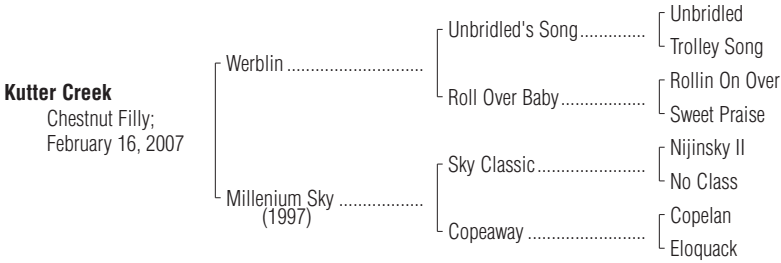 Unbridled
Unbridled's Song..............
Trolley Song
Werblin .............................
Rollin On Over
Roll Over Baby..................
Sweet Praise
Kutter Creek
Chestnut Filly;
February 16, 2007
Nijinsky II
Sky Classic.......................
No Class
Millenium Sky ..................
(1997)
Copelan
Copeaway .........................
Eloquack